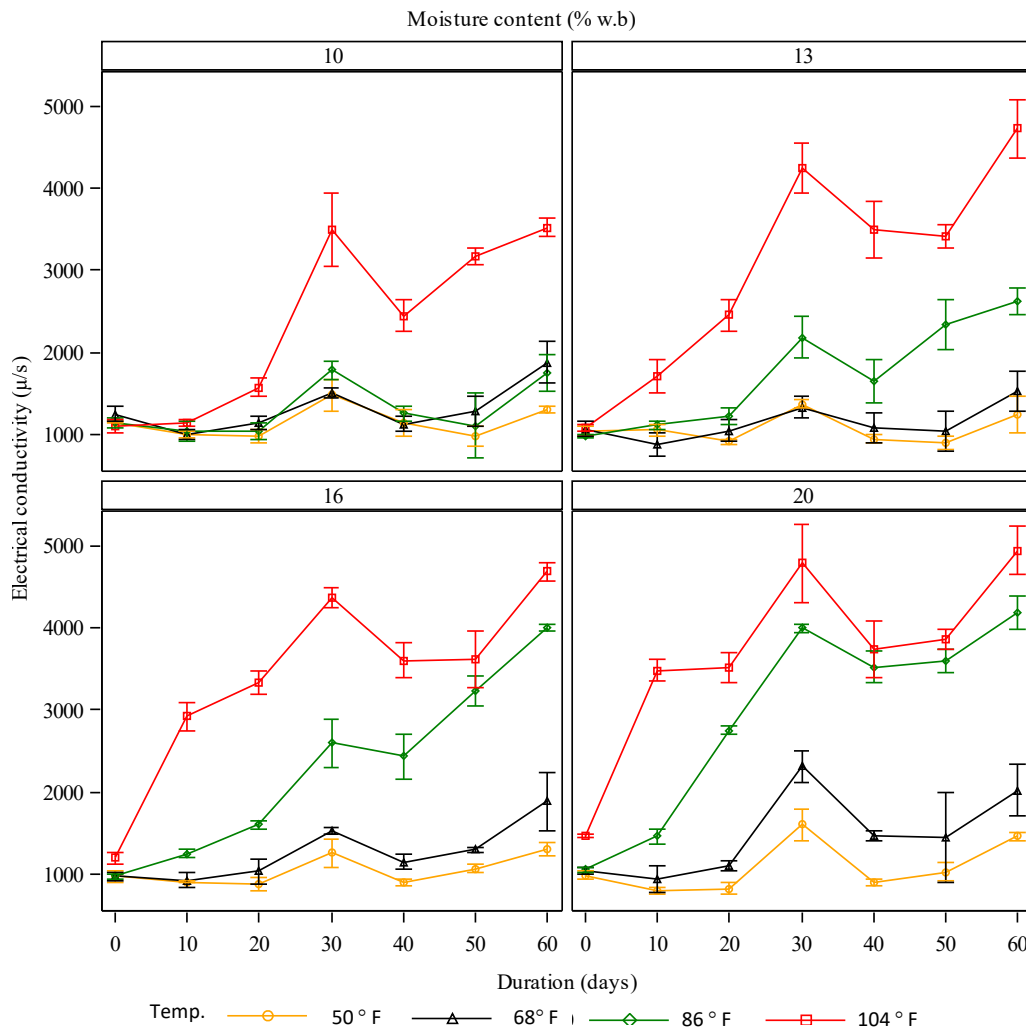 Moisture content (% w.b)
10
13
5000
4000
3000
2000
1000
16
20
5000
4000
3000
2000
1000
Electrical conductivity (µ/s)
0 10 20 30 40 50 60
0 10 20 30 40 50 60
Duration (days)
Temp. 50 ° F 68° F ) 86 ° F 104 ° F